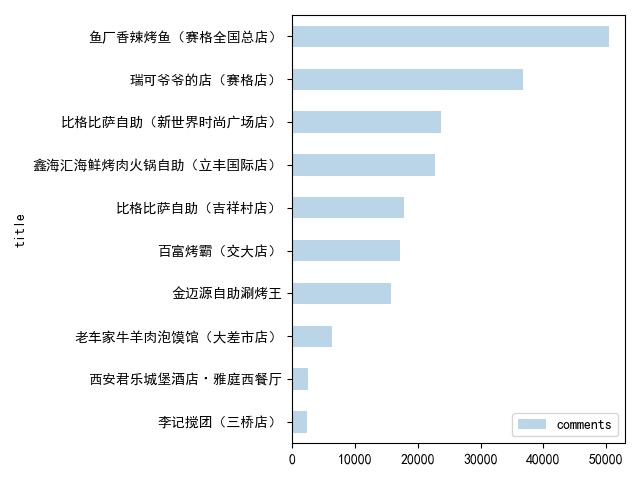 鱼厂香辣烤鱼（赛格全国总店）
瑞可爷爷的店（赛格店）
比格比萨自助（新世界时尚广场店）
鑫海汇海鲜烤肉火锅自助（立丰国际店）
比格比萨自助（吉祥村店）
百富烤霸（交大店）
金迈源自助涮烤王
老车家牛羊肉泡馍馆（大差市店）
西安君乐城堡酒店·雅庭西餐厅
李记搅团（三桥店）
title
comments
0 10000 20000 30000 40000 50000